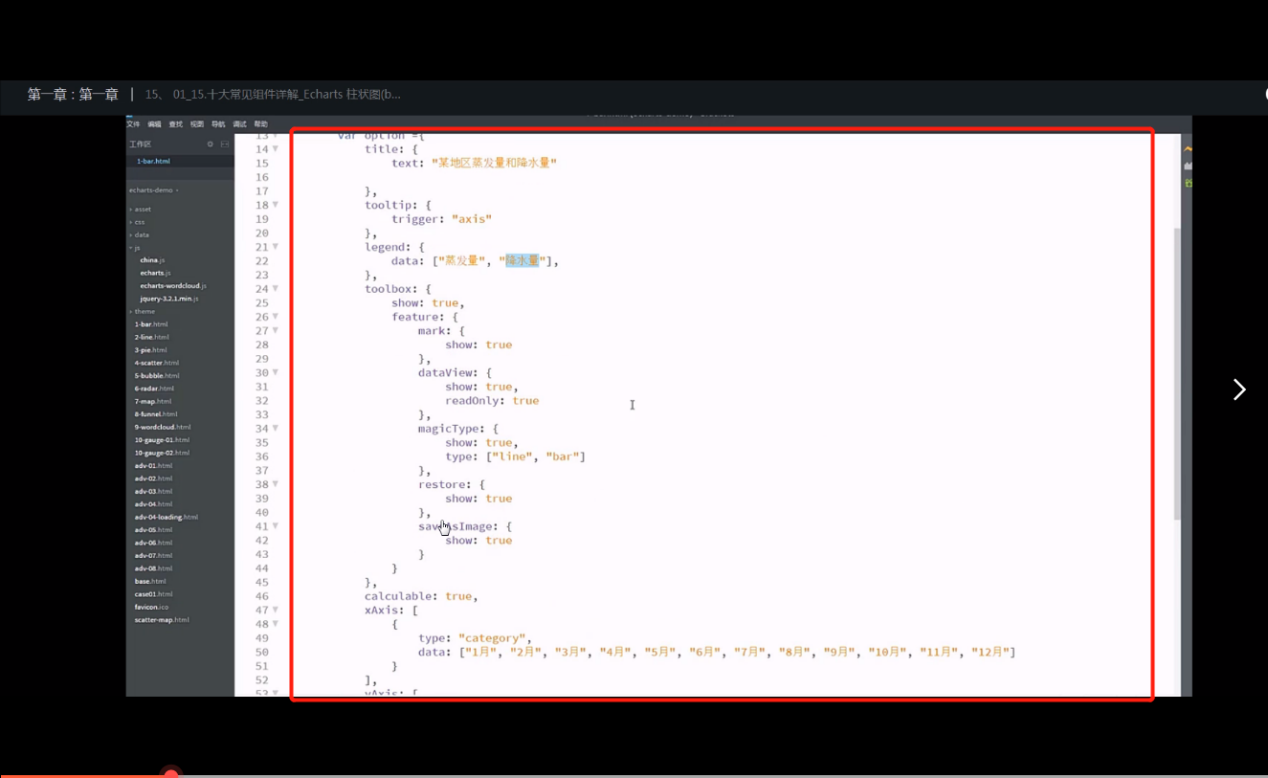 第一章 : 第一章 | 15、 01_15.十大常见组件详解_Echarts 柱状图(b...
文件 编辑 查找 视图 导航 调试 帮助
工作区
1-bar.html
echarts-demo
asset
css
data
js
china.js
echarts.js
echarts-wordcloud.js
jquery-3.2.1.min.js
theme
1-bar.html
2-line.html
3-pie.html
4-scatter.html
5-bubble.html
6-radar.html
7-map.html
8-funnel.html
9-wordcloud.html
10-gauge-01.html
10-gauge-02.html
adv-01.html
adv-02.html
adv-03.html
adv-04.html
adv-04-loading.html
adv-05.html
adv-06.html
adv-07.html
adv-08.html
base.html
case01.html
favicon.ico
scatter-map.html
13 var option ={
14 title: {
15 text: "某地区蒸发量和降水量"
16
17 },
18 tooltip: {
19 trigger: "axis"
20 },
21 legend: {
22 data: ["蒸发量", "降水量"],
23 },
24 toolbox: {
25 show: true,
26 feature: {
27 mark: {
28 show: true
29 },
30 dataView: {
31 show: true,
32 readOnly: true
33 },
34 magicType: {
35 show: true,
36 type: ["line", "bar"]
37 },
38 restore: {
39 show: true
40 },
41 saveAsImage: {
42 show: true
43 }
44 }
45 },
46 calculable: true,
47 xAxis: [
48 {
49 type: "category",
50 data: ["1月", "2月", "3月", "4月", "5月", "6月", "7月", "8月", "9月", "10月", "11月", "12月"]
51 }
52 ],
53 yAxis: [